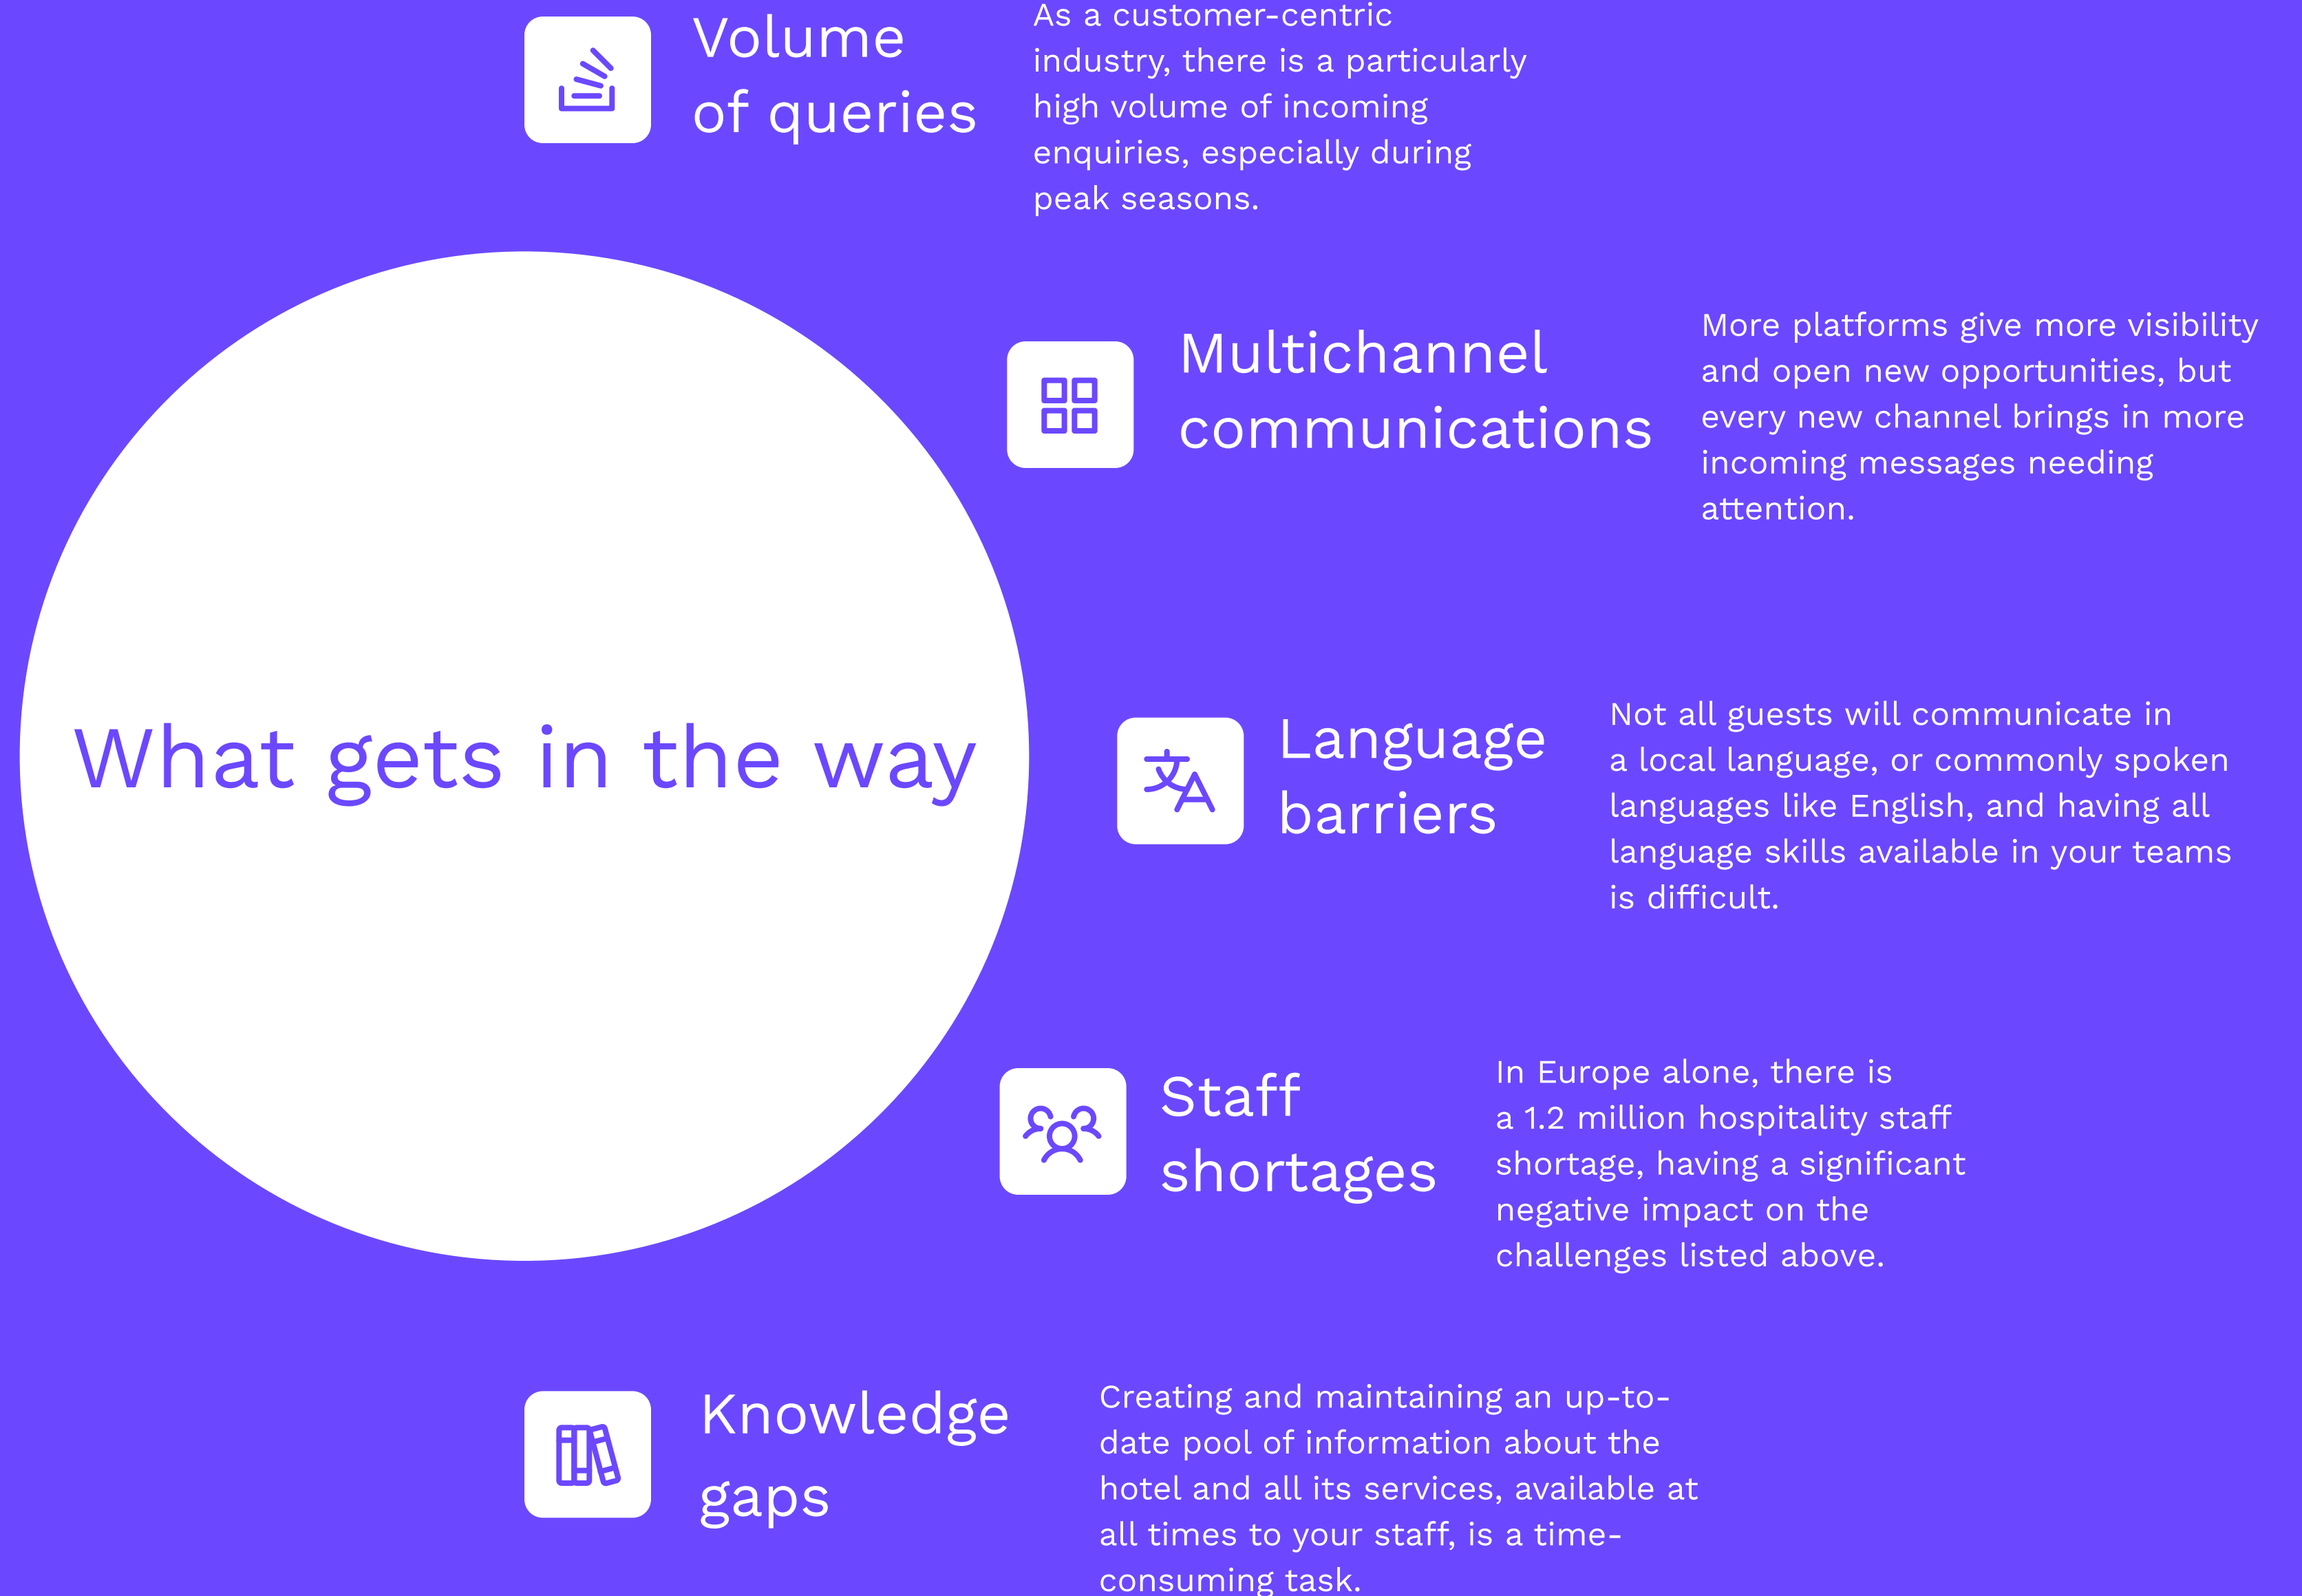 Volume
of queries
As a customer-centric
industry, there is a particularly
high volume of incoming
enquiries, especially during
peak seasons.
Multichannel
communications
More platforms give more visibility
and open new opportunities, but
every new channel brings in more
incoming messages needing
attention.
What gets in the way
Language
barriers
Not all guests will communicate in
a local language, or commonly spoken
languages like English, and having all
language skills available in your teams
is difficult.
Staff
shortages
In Europe alone, there is
a 1.2 million hospitality staff
shortage, having a significant
negative impact on the
challenges listed above.
Knowledge
gaps
Creating and maintaining an up-to-
date pool of information about the
hotel and all its services, available at
all times to your staff, is a time-
consuming task.